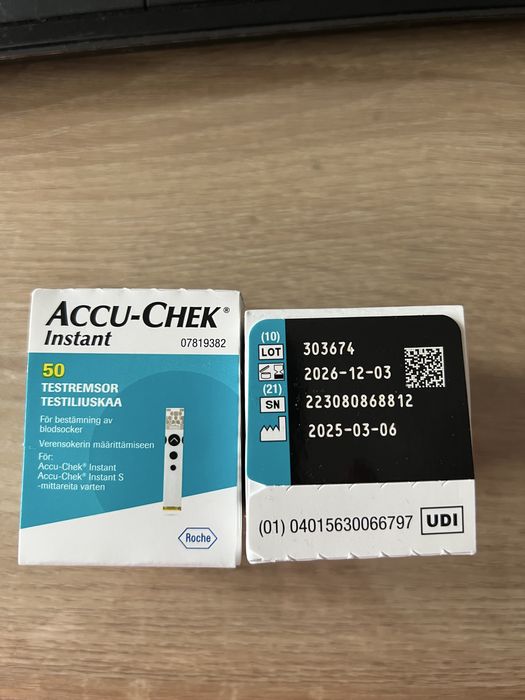 ACCU-CHEK®
Instant
07819382
50
TESTREMSOR
TESTILIUSKAA
För bestämning av
blodsocker
Verensokerin määrittämiseen
För:
Accu-Chek® Instant
Accu-Chek® Instant S
-mittareita varten
Roche
(10)
LOT 303674
2026-12-03
(21)
SN 223080868812
2025-03-06
(01) 04015630066797 UDI